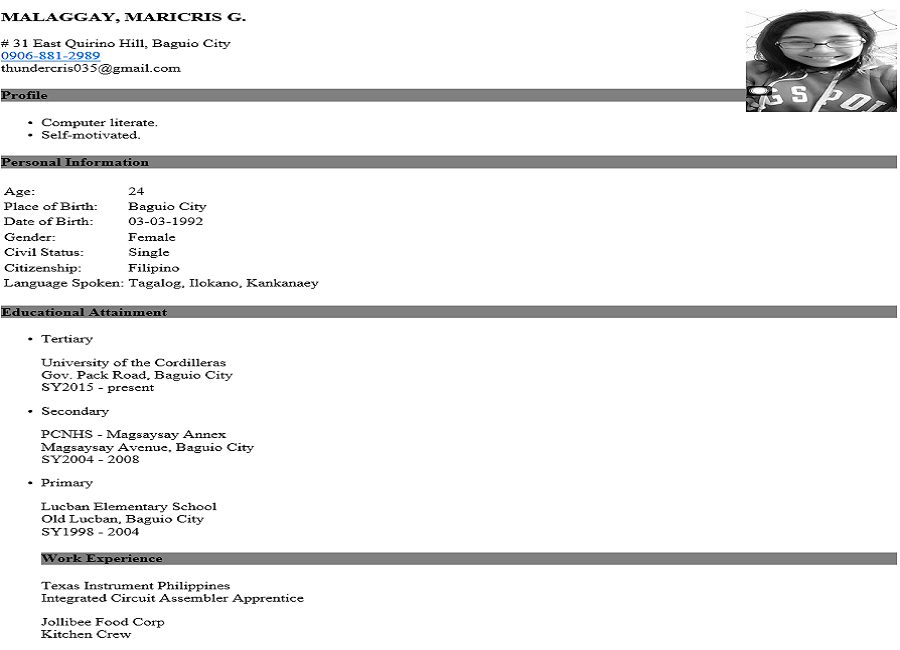 MALAGGAY, MARICRIS G.
# 31 East Quirino Hill, Baguio City
0906-881-2989
thundercris035@gmail.com
Profile
• Computer literate.
• Self-motivated.
Personal Information
Age: 24
Place of Birth: Baguio City
Date of Birth: 03-03-1992
Gender: Female
Civil Status: Single
Citizenship: Filipino
Language Spoken: Tagalog, Ilokano, Kankanaey
Educational Attainment
• Tertiary
University of the Cordilleras
Gov. Pack Road, Baguio City
SY2015 - present
• Secondary
PCNHS - Magsaysay Annex
Magsaysay Avenue, Baguio City
SY2004 - 2008
• Primary
Lucban Elementary School
Old Lucban, Baguio City
SY1998 - 2004
Work Experience
Texas Instrument Philippines
Integrated Circuit Assembler Apprentice
Jollibee Food Corp
Kitchen Crew